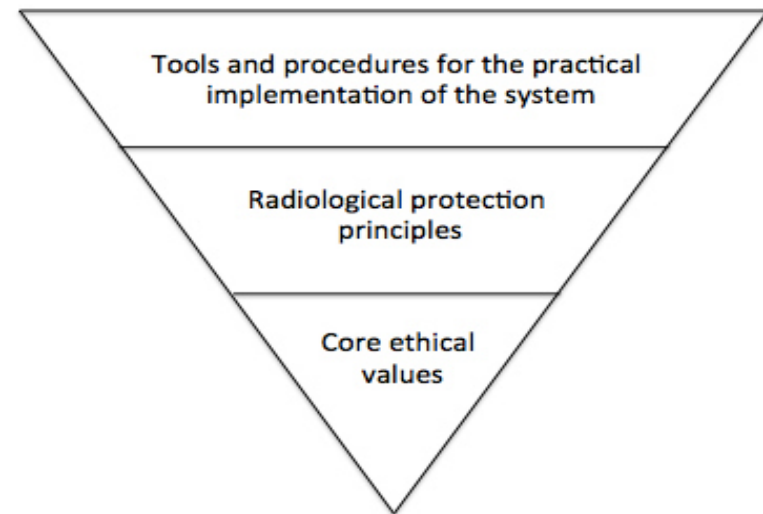 Tools and procedures for the practical
implementation of the system
Radiological protection
principles
Core ethical
values